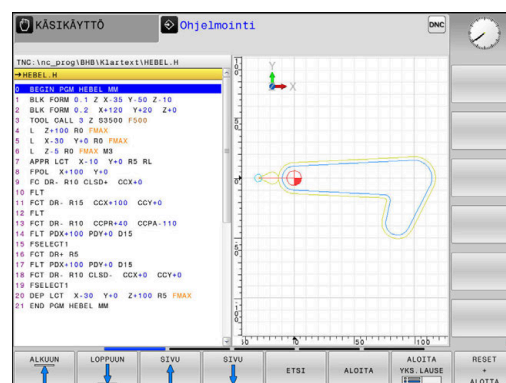 KÄSIKÄYTTÖ
Ohjelmointi
DNC
TNC:\nc_prog\BHB\Klartext\HEBEL.H
→HEBEL.H
0 BEGIN PGM HEBEL MM
1 BLK FORM 0.1 Z X-35 Y-50 Z-10
2 BLK FORM 0.2 X+120 Y+20 Z+0
3 TOOL CALL 3 Z S3500 F500
4 L Z+100 R0 FMAX
5 L X-30 Y+0 R0 FMAX
6 L Z-5 R0 FMAX M3
7 APPR LCT X-10 Y+0 R5 RL
8 FPOL X+100 Y+0
9 FC DR- R10 CLSD+ CCX+0
10 FLT
11 FCT DR- R15 CCX+100 CCY+0
12 FLT
13 FCT DR- R10 CCPR+40 CCPA-110
14 FLT PDX+100 PDY+0 D15
15 FSELECT1
16 FCT DR+ R5
17 FLT PDX+100 PDY+0 D15
18 FCT DR- R10 CLSD- CCX+0 CCY+0
19 FSELECT1
20 DEP LCT X-30 Y+0 Z+100 R5 FMAX
21 END PGM HEBEL MM
Y
X
0
50
100
ALKUUN
LOPPUUN
SIVU
SIVU
ETSI
ALOITA
ALOITA
YKS.LAUSE
RESET
+
ALOITA